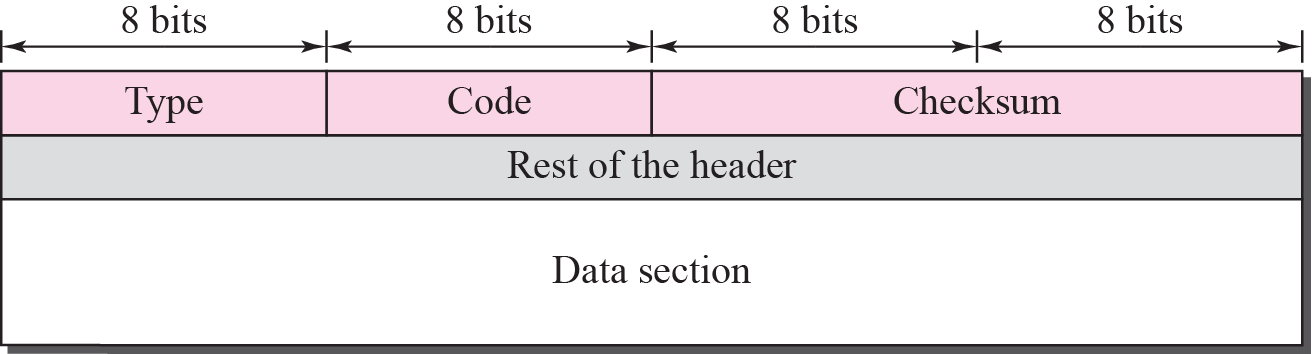 8 bits 8 bits 8 bits 8 bits
Type Code Checksum
Rest of the header
Data section